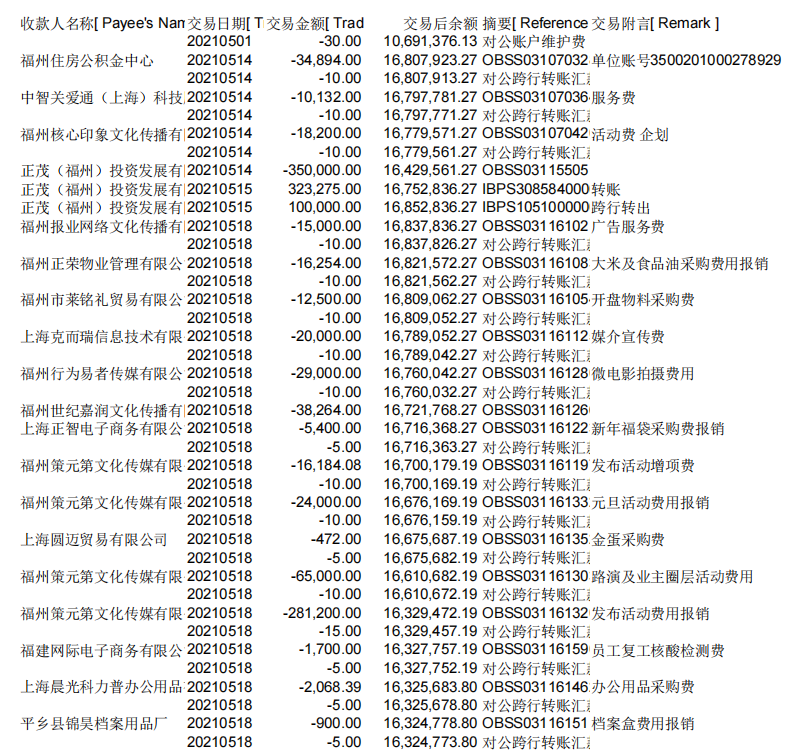 收款人名称[ Payee's Nam 交易日期[ T 交易金额[ Trad 交易后余额 摘要[ Reference 交易附言[ Remark ]
20210501 -30.00 10,691,376.13 对公账户维护费
福州住房公积金中心 20210514 -34,894.00 16,807,923.27 OBSS03107032 单位账号3500201000278929
20210514 -10.00 16,807,913.27 对公跨行转账汇款
中智关爱通（上海）科技 20210514 -10,132.00 16,797,781.27 OBSS03107036 服务费
20210514 -10.00 16,797,771.27 对公跨行转账汇款
福州核心印象文化传播有 20210514 -18,200.00 16,779,571.27 OBSS03107042 活动费 企划
20210514 -10.00 16,779,561.27 对公跨行转账汇款
正茂（福州）投资发展有 20210514 -350,000.00 16,429,561.27 OBSS03115505
正茂（福州）投资发展有 20210515 323,275.00 16,752,836.27 IBPS308584000 转账
正茂（福州）投资发展有 20210515 100,000.00 16,852,836.27 IBPS105100000 跨行转出
福州报业网络文化传播有 20210518 -15,000.00 16,837,836.27 OBSS03116102 广告服务费
20210518 -10.00 16,837,826.27 对公跨行转账汇款
福州正荣物业管理有限公 20210518 -16,254.00 16,821,572.27 OBSS03116108 大米及食品油采购费用报销
20210518 -10.00 16,821,562.27 对公跨行转账汇款
福州市莱铭礼贸易有限公 20210518 -12,500.00 16,809,062.27 OBSS03116105 开盘物料采购费
20210518 -10.00 16,809,052.27 对公跨行转账汇款
上海克而瑞信息技术有限 20210518 -20,000.00 16,789,052.27 OBSS03116112 媒介宣传费
20210518 -10.00 16,789,042.27 对公跨行转账汇款
福州行为易者传媒有限公 20210518 -29,000.00 16,760,042.27 OBSS03116128 微电影拍摄费用
20210518 -10.00 16,760,032.27 对公跨行转账汇款
福州世纪嘉润文化传播有 20210518 -38,264.00 16,721,768.27 OBSS03116126
上海正智电子商务有限公 20210518 -5,400.00 16,716,368.27 OBSS03116122 新年福袋采购费报销
20210518 -5.00 16,716,363.27 对公跨行转账汇款
福州策元第文化传媒有限 20210518 -16,184.08 16,700,179.19 OBSS03116119 发布活动增项费
20210518 -10.00 16,700,169.19 对公跨行转账汇款
福州策元第文化传媒有限 20210518 -24,000.00 16,676,169.19 OBSS03116133 元旦活动费用报销
20210518 -10.00 16,676,159.19 对公跨行转账汇款
上海圆迈贸易有限公司 20210518 -472.00 16,675,687.19 OBSS03116135 金蛋采购费
20210518 -5.00 16,675,682.19 对公跨行转账汇款
福州策元第文化传媒有限 20210518 -65,000.00 16,610,682.19 OBSS03116130 路演及业主圈层活动费用
20210518 -10.00 16,610,672.19 对公跨行转账汇款
福州策元第文化传媒有限 20210518 -281,200.00 16,329,472.19 OBSS03116132 发布活动费用报销
20210518 -15.00 16,329,457.19 对公跨行转账汇款
福建网际电子商务有限公 20210518 -1,700.00 16,327,757.19 OBSS03116159 员工复工核酸检测费
20210518 -5.00 16,327,752.19 对公跨行转账汇款
上海晨光科力普办公用品 20210518 -2,068.39 16,325,683.80 OBSS03116146 办公用品采购费
20210518 -5.00 16,325,678.80 对公跨行转账汇款
平乡县锦昊档案用品厂 20210518 -900.00 16,324,778.80 OBSS03116151 档案盒费用报销
20210518 -5.00 16,324,773.80 对公跨行转账汇款